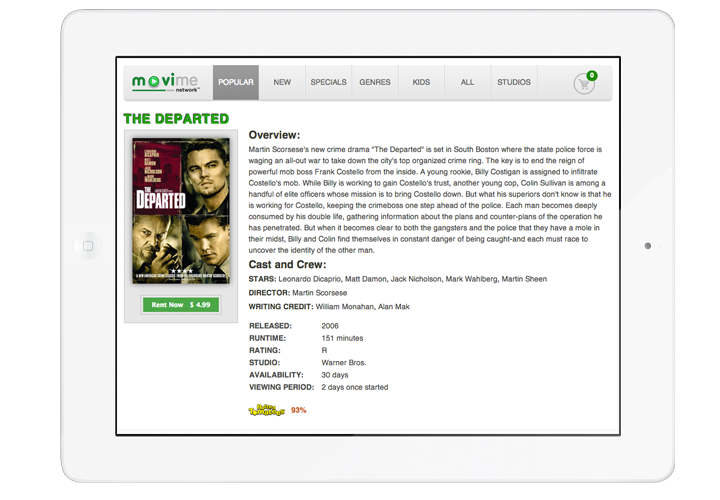 movime
network™
POPULAR NEW SPECIALS GENRES KIDS ALL STUDIOS 0
THE DEPARTED
LEONARDO DICAPRIO
MATT DAMON
JACK NICHOLSON
MARK WAHLBERG
THE
DEPARTED
Rent Now $ 4.99
Overview:
Martin Scorsese's new crime drama "The Departed" is set in South Boston where the state police force is
waging an all-out war to take down the city's top organized crime ring. The key is to end the reign of
powerful mob boss Frank Costello from the inside. A young rookie, Billy Costigan is assigned to infiltrate
Costello's mob. While Billy is working to gain Costello's trust, another young cop, Colin Sullivan is among a
handful of elite officers whose mission is to bring Costello down. But what his superiors don't know is that he
is working for Costello, keeping the crimeboss one step ahead of the police. Each man becomes deeply
consumed by his double life, gathering information about the plans and counter-plans of the operation he
has penetrated. But when it becomes clear to both the gangsters and the police that they have a mole in
their midst, Billy and Colin find themselves in constant danger of being caught-and each must race to
uncover the identity of the other man.
Cast and Crew:
STARS: Leonardo Dicaprio, Matt Damon, Jack Nicholson, Mark Wahlberg, Martin Sheen
DIRECTOR: Martin Scorsese
WRITING CREDIT: William Monahan, Alan Mak
RELEASED: 2006
RUNTIME: 151 minutes
RATING: R
STUDIO: Warner Bros.
AVAILABILITY: 30 days
VIEWING PERIOD: 2 days once started
Rotten
Tomatoes 93%